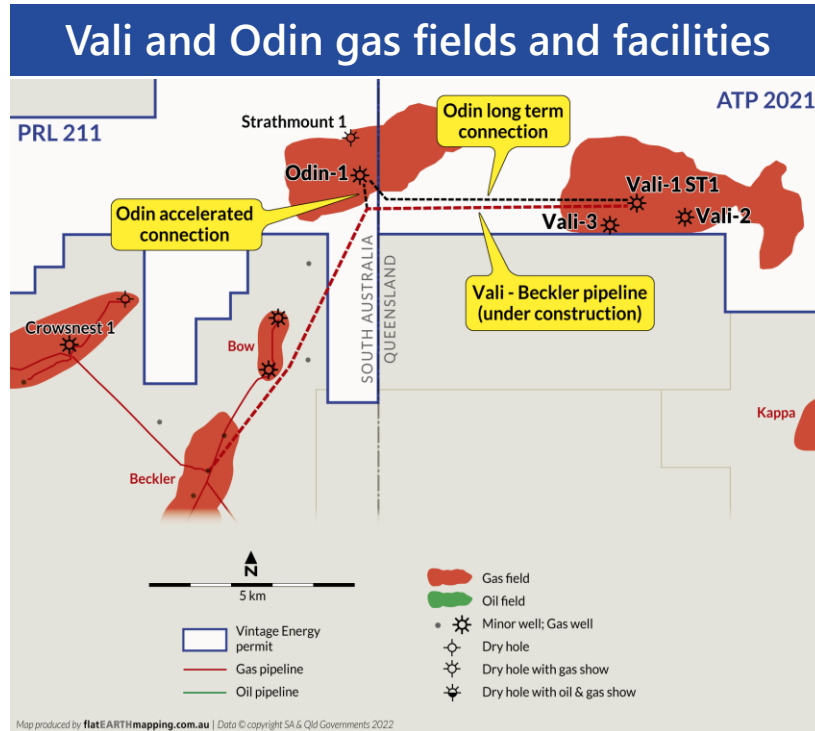 Vali and Odin gas fields and facilities
ATP 2021
PRL 211
Strathmount 1
Odin long term
connection
Odin-1
Vali-1 ST1
Odin accelerated
connection
Vali-3
Vali-2
SOUTH AUSTRALIA
QUEENSLAND
Vali - Beckler pipeline
(under construction)
Crowsnest 1
Bow
Kappa
Beckler
N
5 km
Vintage Energy
permit
Gas pipeline
Oil pipeline
Gas field
Oil field
Minor well; Gas well
Dry hole
Dry hole with gas show
Dry hole with oil & gas show
Map produced by flatEARTHmapping.com.au | Data © copyright SA & Qld Governments 2022